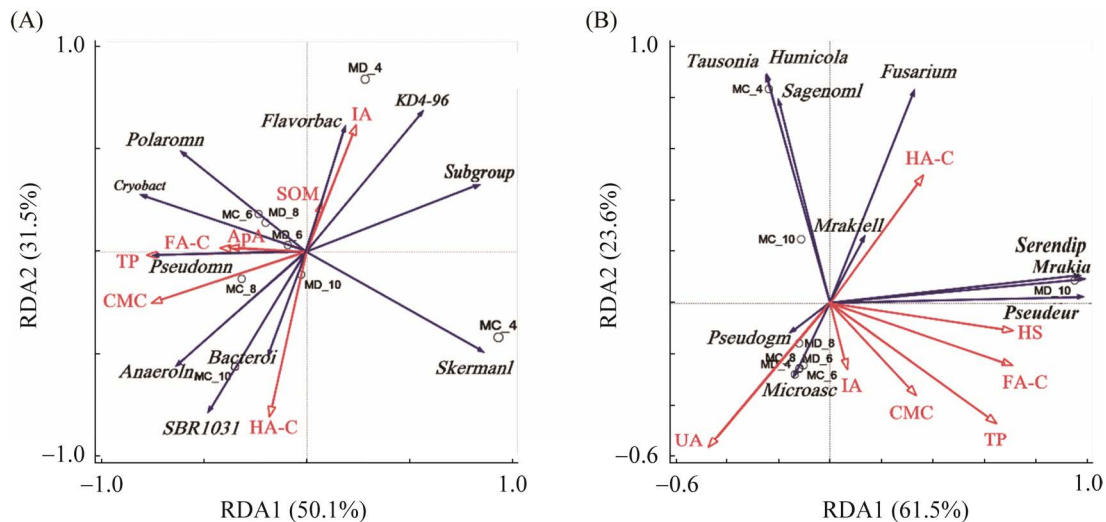 (A)
1.0
MD_4
KD4-96
IA
Flavorbac
Polaromn
Subgroup
Cryobact
SOM
MC_6
MD_8
MD_6
FA-C
ApA
TP
Pseudomn
MD_10
MC_8
CMC
MC_4
Bacteroi
Anaeroln
Skermanl
MC_10
SBR1031
HA-C
-1.0
-1.0
1.0
RDA1 (50.1%)
RDA2 (31.5%)
(B)
1.0
Humicola
Tausonia
Fusarium
MC_4
Sagenoml
HA-C
Mrakiell
MC_10
Serendip
Mrakia
MD_10
Pseudeur
HS
Pseudogm
MD_8
MC_8
MD_6
MD_4
MC_6
Microasc
IA
FA-C
CMC
TP
UA
-0.6
-0.6
1.0
RDA1 (61.5%)
RDA2 (23.6%)